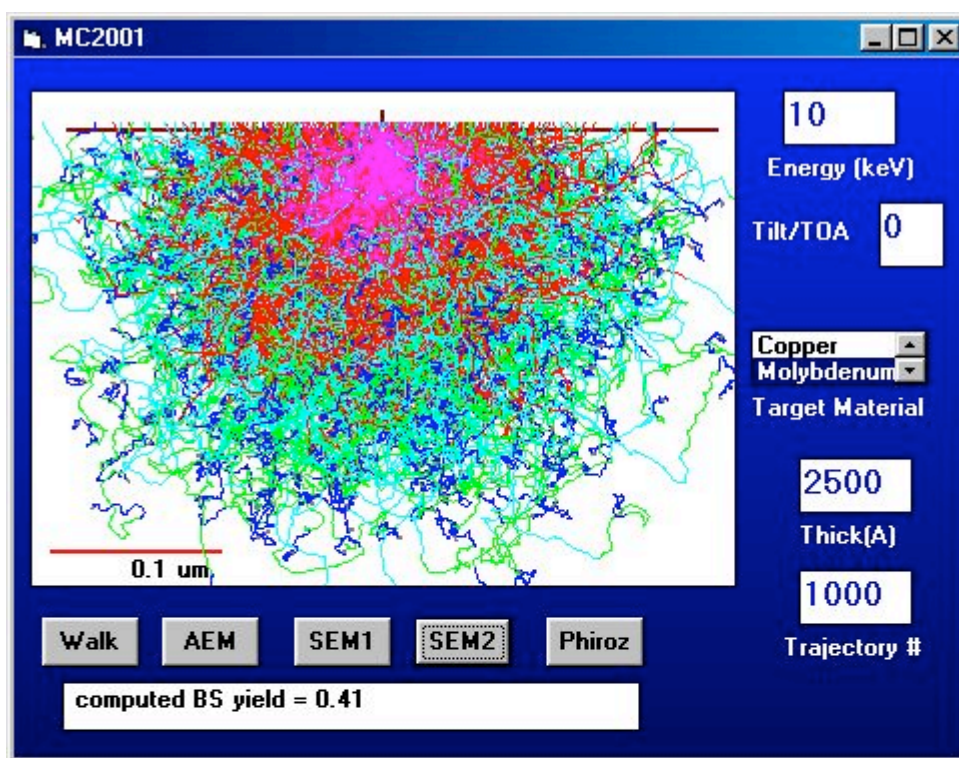 MC2001
10
Energy (keV)
Tilt/TOA 0
Copper
Molybdenum
Target Material
2500
Thick(A)
0.1 um
1000
Trajectory #
Walk AEM SEM1 SEM2 Phiroz
computed BS yield = 0.41